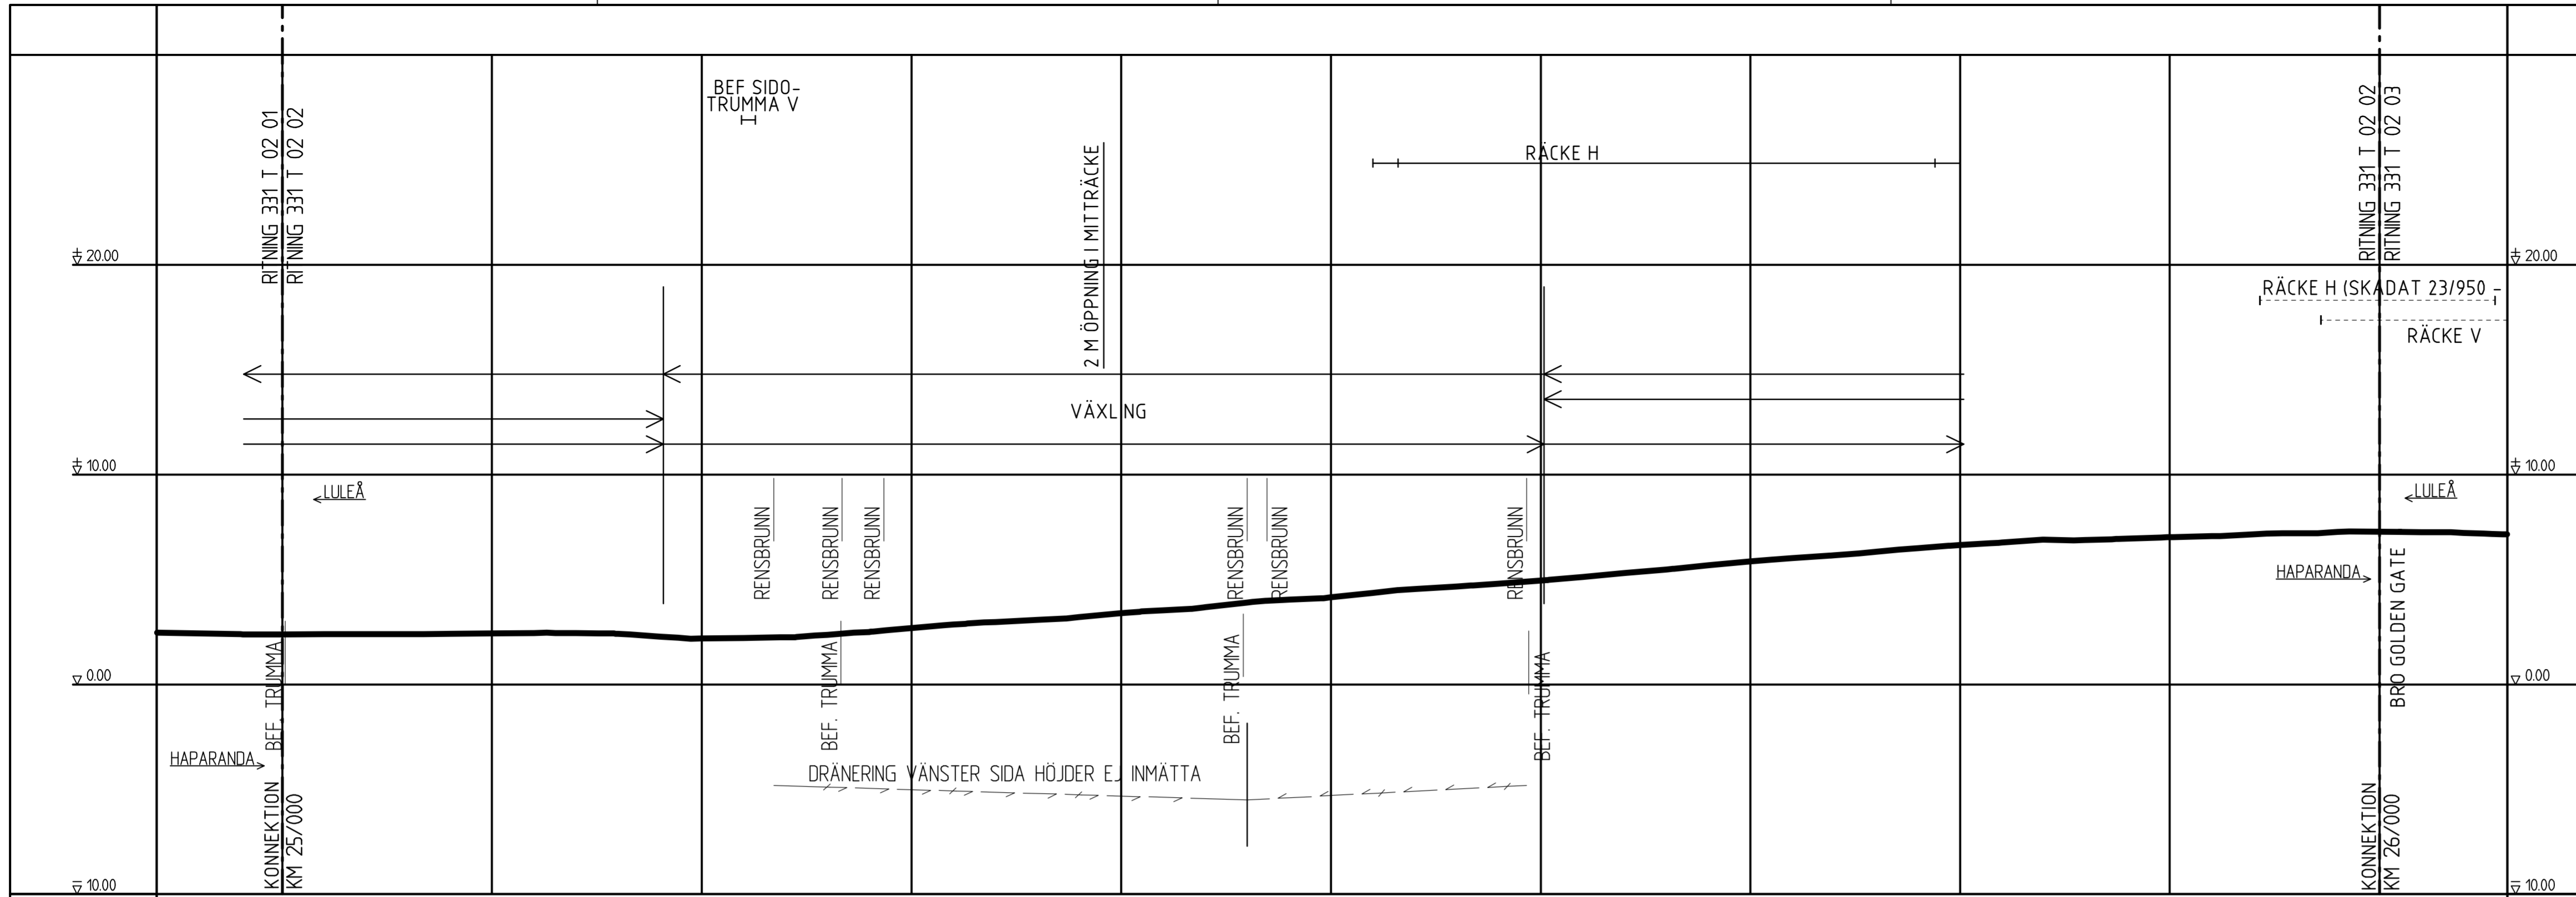 BEF SIDO-
TRUMMA V
RITNING 331 T 02 01
RITNING 331 T 02 02
2 M ÖPPNING I MITTRÄCKE
RÄCKE H
RITNING 331 T 02 02
RITNING 331 T 02 03
± 20.00
± 20.00
RÄCKE H (SKADAT 23/950 -
RÄCKE V
VÄXLING
± 10.00
± 10.00
LULEÅ
LULEÅ
RENSBRUNN
RENSBRUNN
RENSBRUNN
RENSBRUNN
RENSBRUNN
RENSBRUNN
HAPARANDA
BRO GOLDEN GATE
BEF. TRUMMA
BEF. TRUMMA
BEF. TRUMMA
BEF. TRUMMA
0.00
0.00
HAPARANDA
DRÄNERING VÄNSTER SIDA HÖJDER EJ INMÄTTA
KONNEKTION
KM 25/000
KONNEKTION
KM 26/000
- 10.00
- 10.00